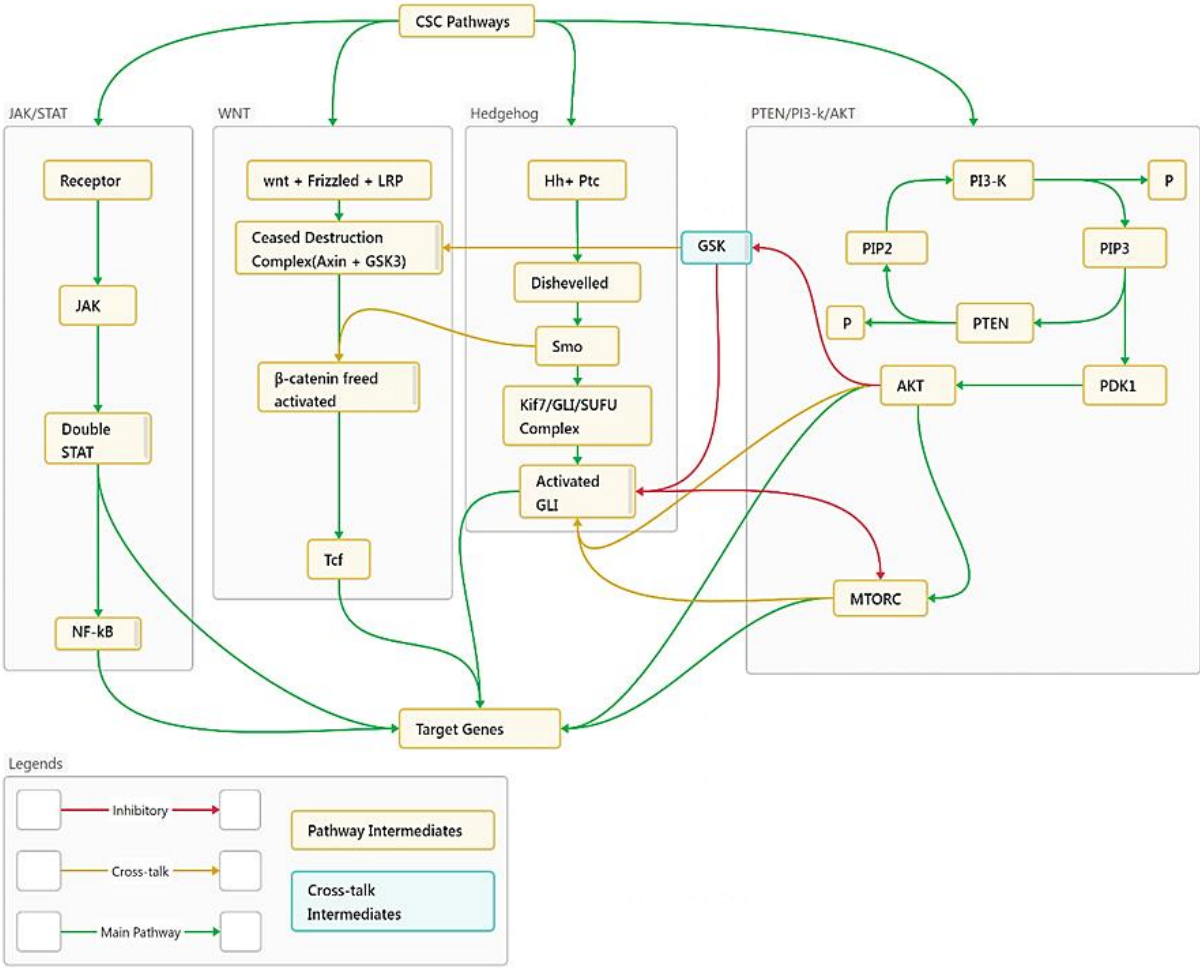 CSC Pathways
JAK/STAT
WNT
Hedgehog
PTEN/PI3-k/AKT
Receptor
JAK
Double
STAT
NF-kB
wnt + Frizzled + LRP
Ceased Destruction
Complex(Axin + GSK3)
β-catenin freed
activated
Tcf
Hh+ Ptc
Dishevelled
Smo
Kif7/GLI/SUFU
Complex
Activated
GLI
GSK
PI3-K
P
PIP2
PIP3
P
PTEN
AKT
PDK1
MTORC
Target Genes
Legends
Inhibitory
Cross-talk
Main Pathway
Pathway Intermediates
Cross-talk
Intermediates